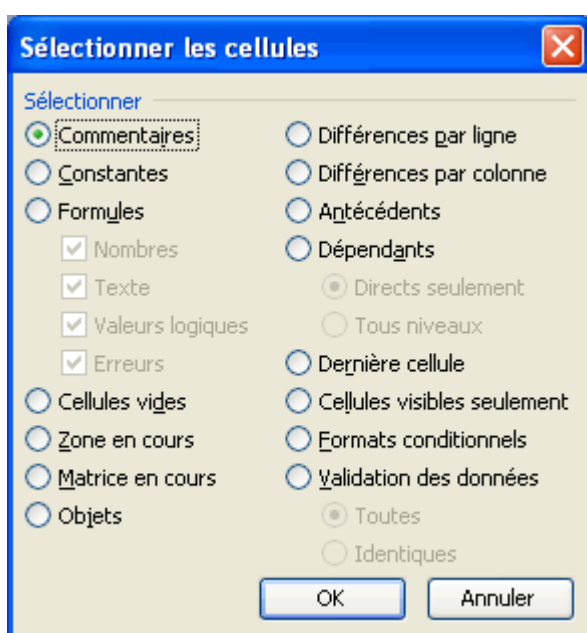 Sélectionner les cellules
Sélectionner
Commentaires
Constantes
Formules
Nombres
Texte
Valeurs logiques
Erreurs
Cellules vides
Zone en cours
Matrice en cours
Objets
Différences par ligne
Différences par colonne
Antécédents
Dépendants
Directs seulement
Tous niveaux
Dernière cellule
Cellules visibles seulement
Formats conditionnels
Validation des données
Toutes
Identiques
OK
Annuler